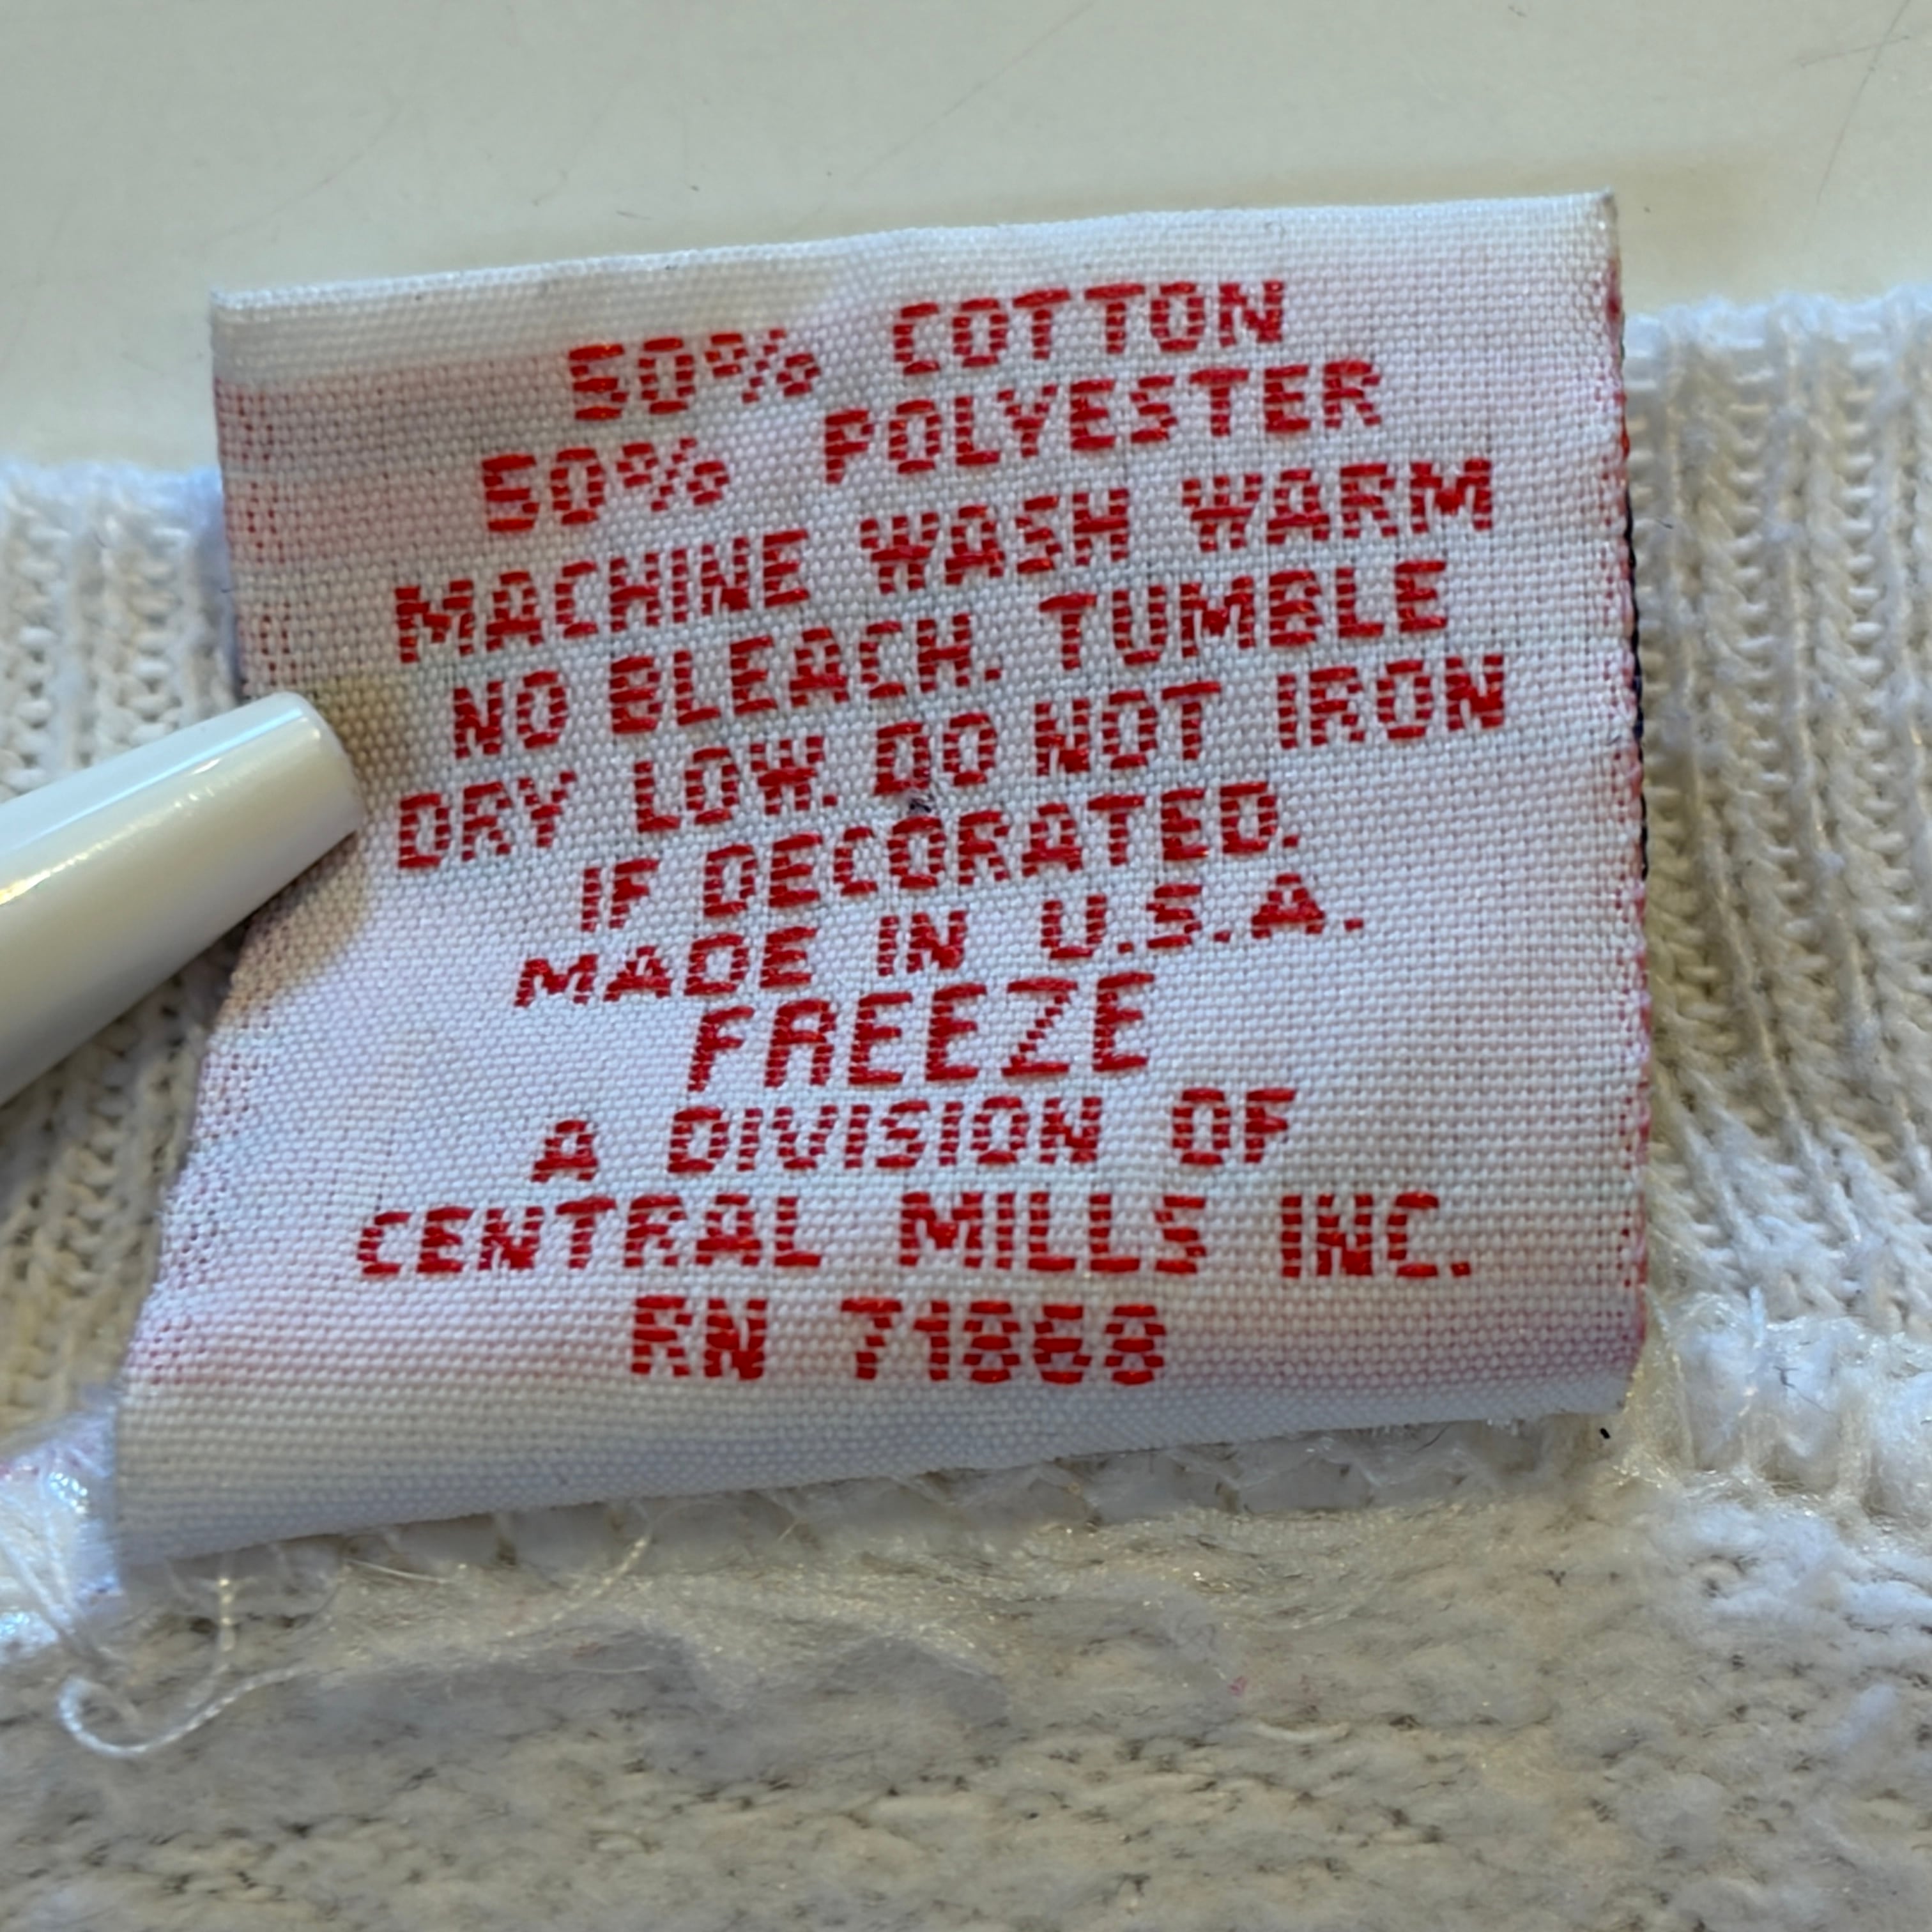 50% COTTON
50% POLYESTER
MACHINE WASH WARM
NO BLEACH. TUMBLE
DRY LOW. DO NOT IRON
IF DECORATED.
MADE IN U.S.A.
FREEZE
A DIVISION OF
CENTRAL MILLS INC.
RN 71868